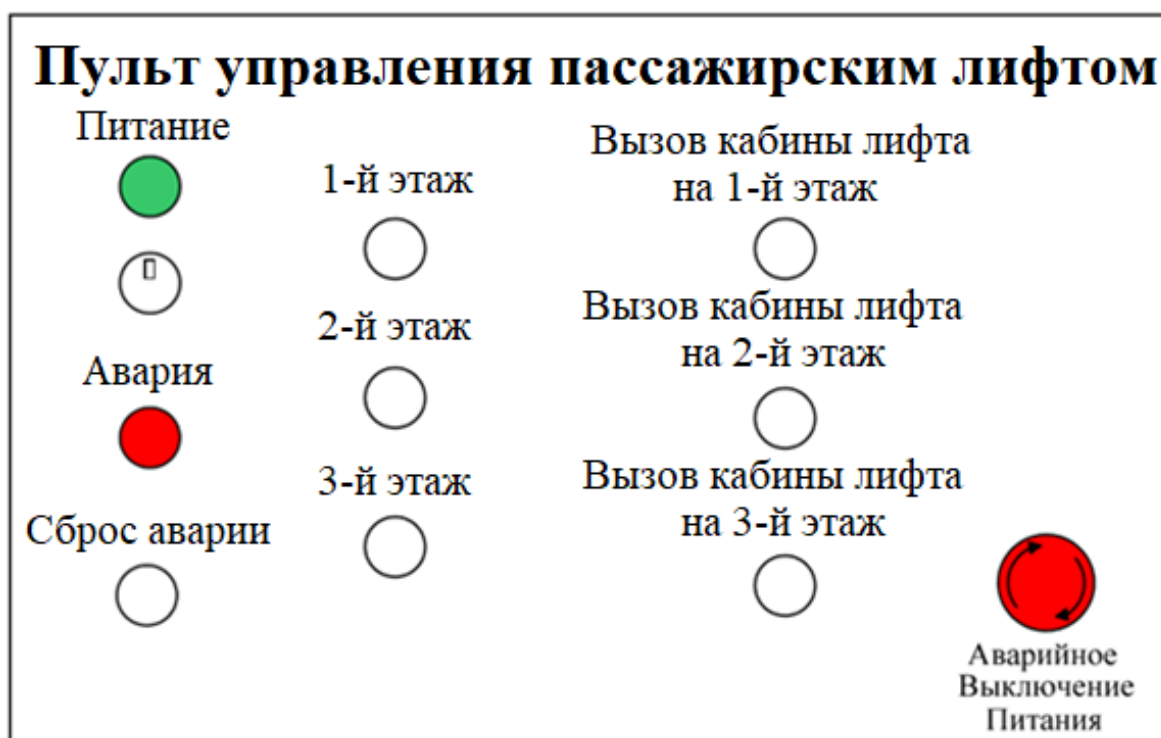 Пульт управления пассажирским лифтом
Питание
Авария
Сброс аварии
1-й этаж
2-й этаж
3-й этаж
Вызов кабины лифта
на 1-й этаж
Вызов кабины лифта
на 2-й этаж
Вызов кабины лифта
на 3-й этаж
Аварийное
Выключение
Питания